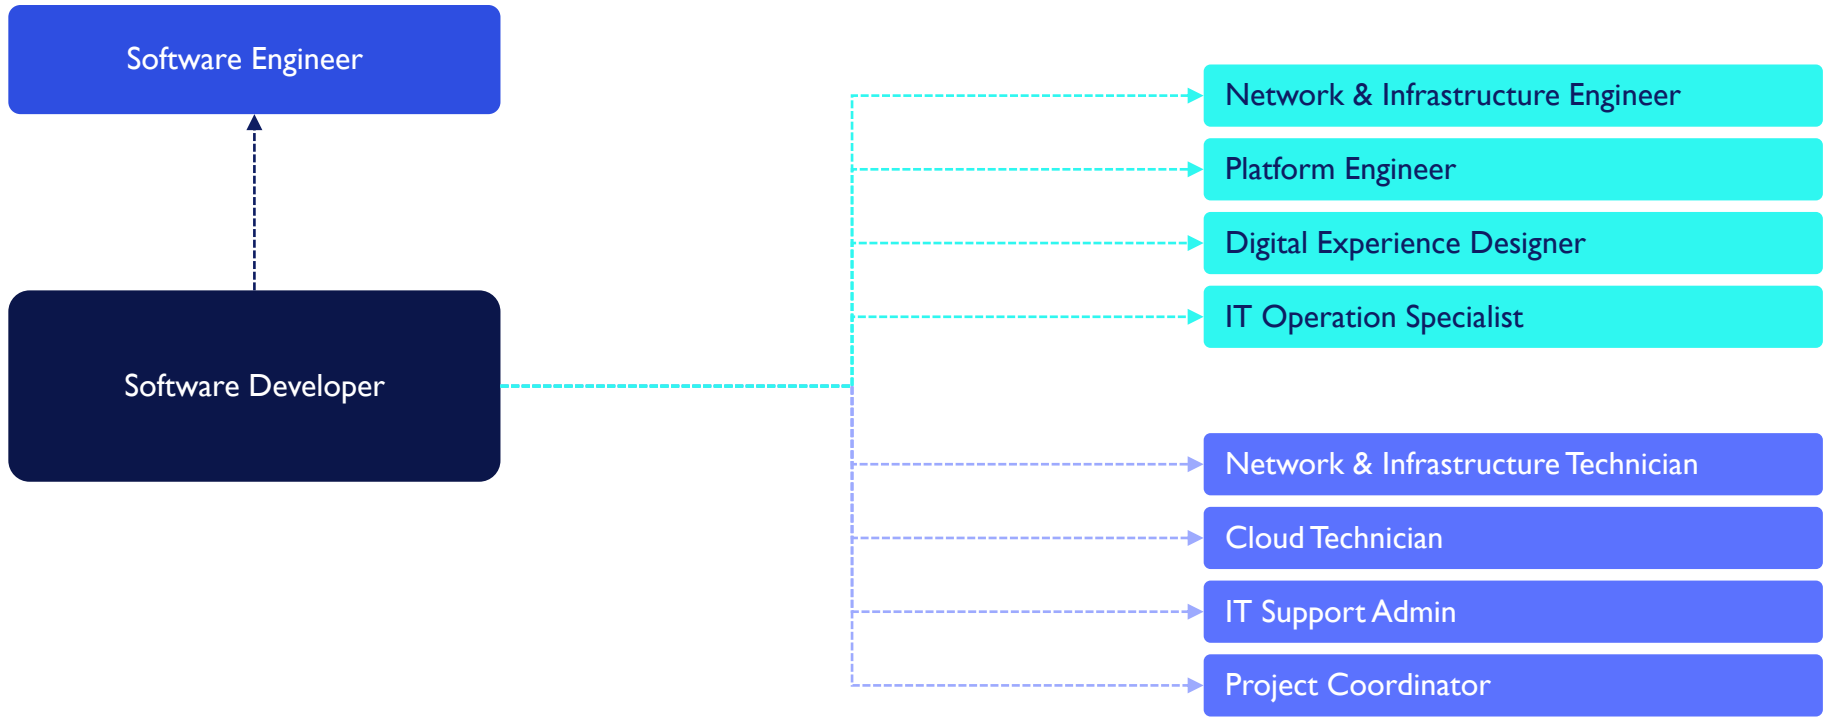 Software Engineer
Software Developer
Network & Infrastructure Engineer
Platform Engineer
Digital Experience Designer
IT Operation Specialist
Network & Infrastructure Technician
Cloud Technician
IT Support Admin
Project Coordinator